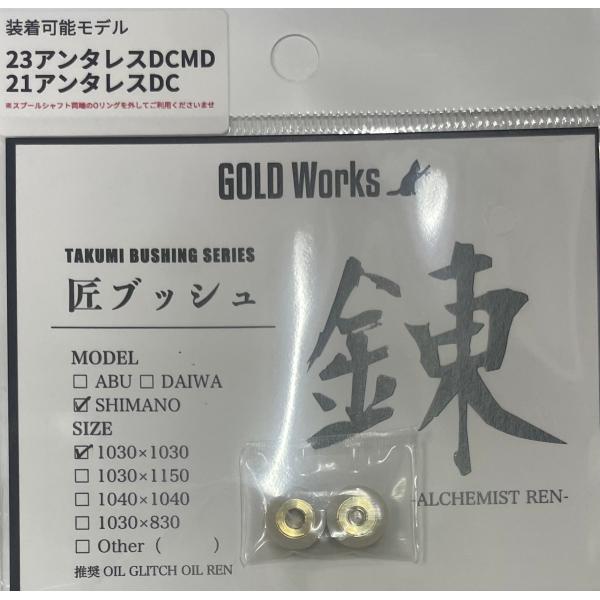 装着可能モデル
23アンタレスDCMD
21アンタレスDC
※スプールシャフト両端のOリングを外してご利用くださいませ
GOLD Works
TAKUMI BUSHING SERIES
匠ブッシュ
錬
MODEL
☐ ABU ☐ DAIWA
☑ SHIMANO
SIZE
☑ 1030×1030
☐ 1030×1150
☐ 1040×1040
☐ 1030×830
☐ Other (　　)
-ALCHEMIST REN-
推奨 OIL GLITCH OIL REN